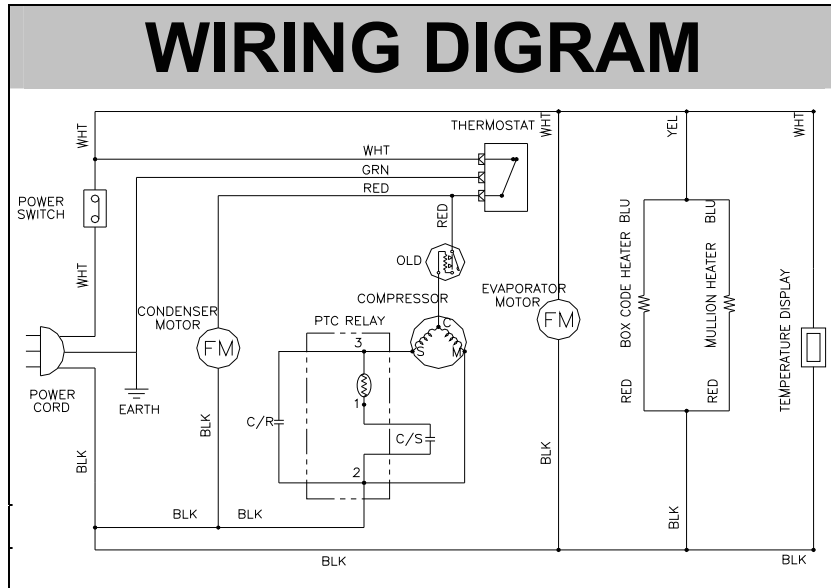 WIRING DIGRAM
THERMOSTAT
WHT
WHT
YEL
WHT
WHT
GRN
RED
POWER
SWITCH
RED
BLU
BLU
OLD
WHT
CONDENSER
MOTOR
COMPRESSOR
EVAPORATOR
MOTOR
BOX CODE HEATER
MULLION HEATER
TEMPERATURE DISPLAY
PTC RELAY
FM
3
S
C
M
FM
POWER
CORD
EARTH
1
C/R
C/S
2
RED
RED
BLK
BLK
BLK
BLK
BLK
BLK
BLK
BLK